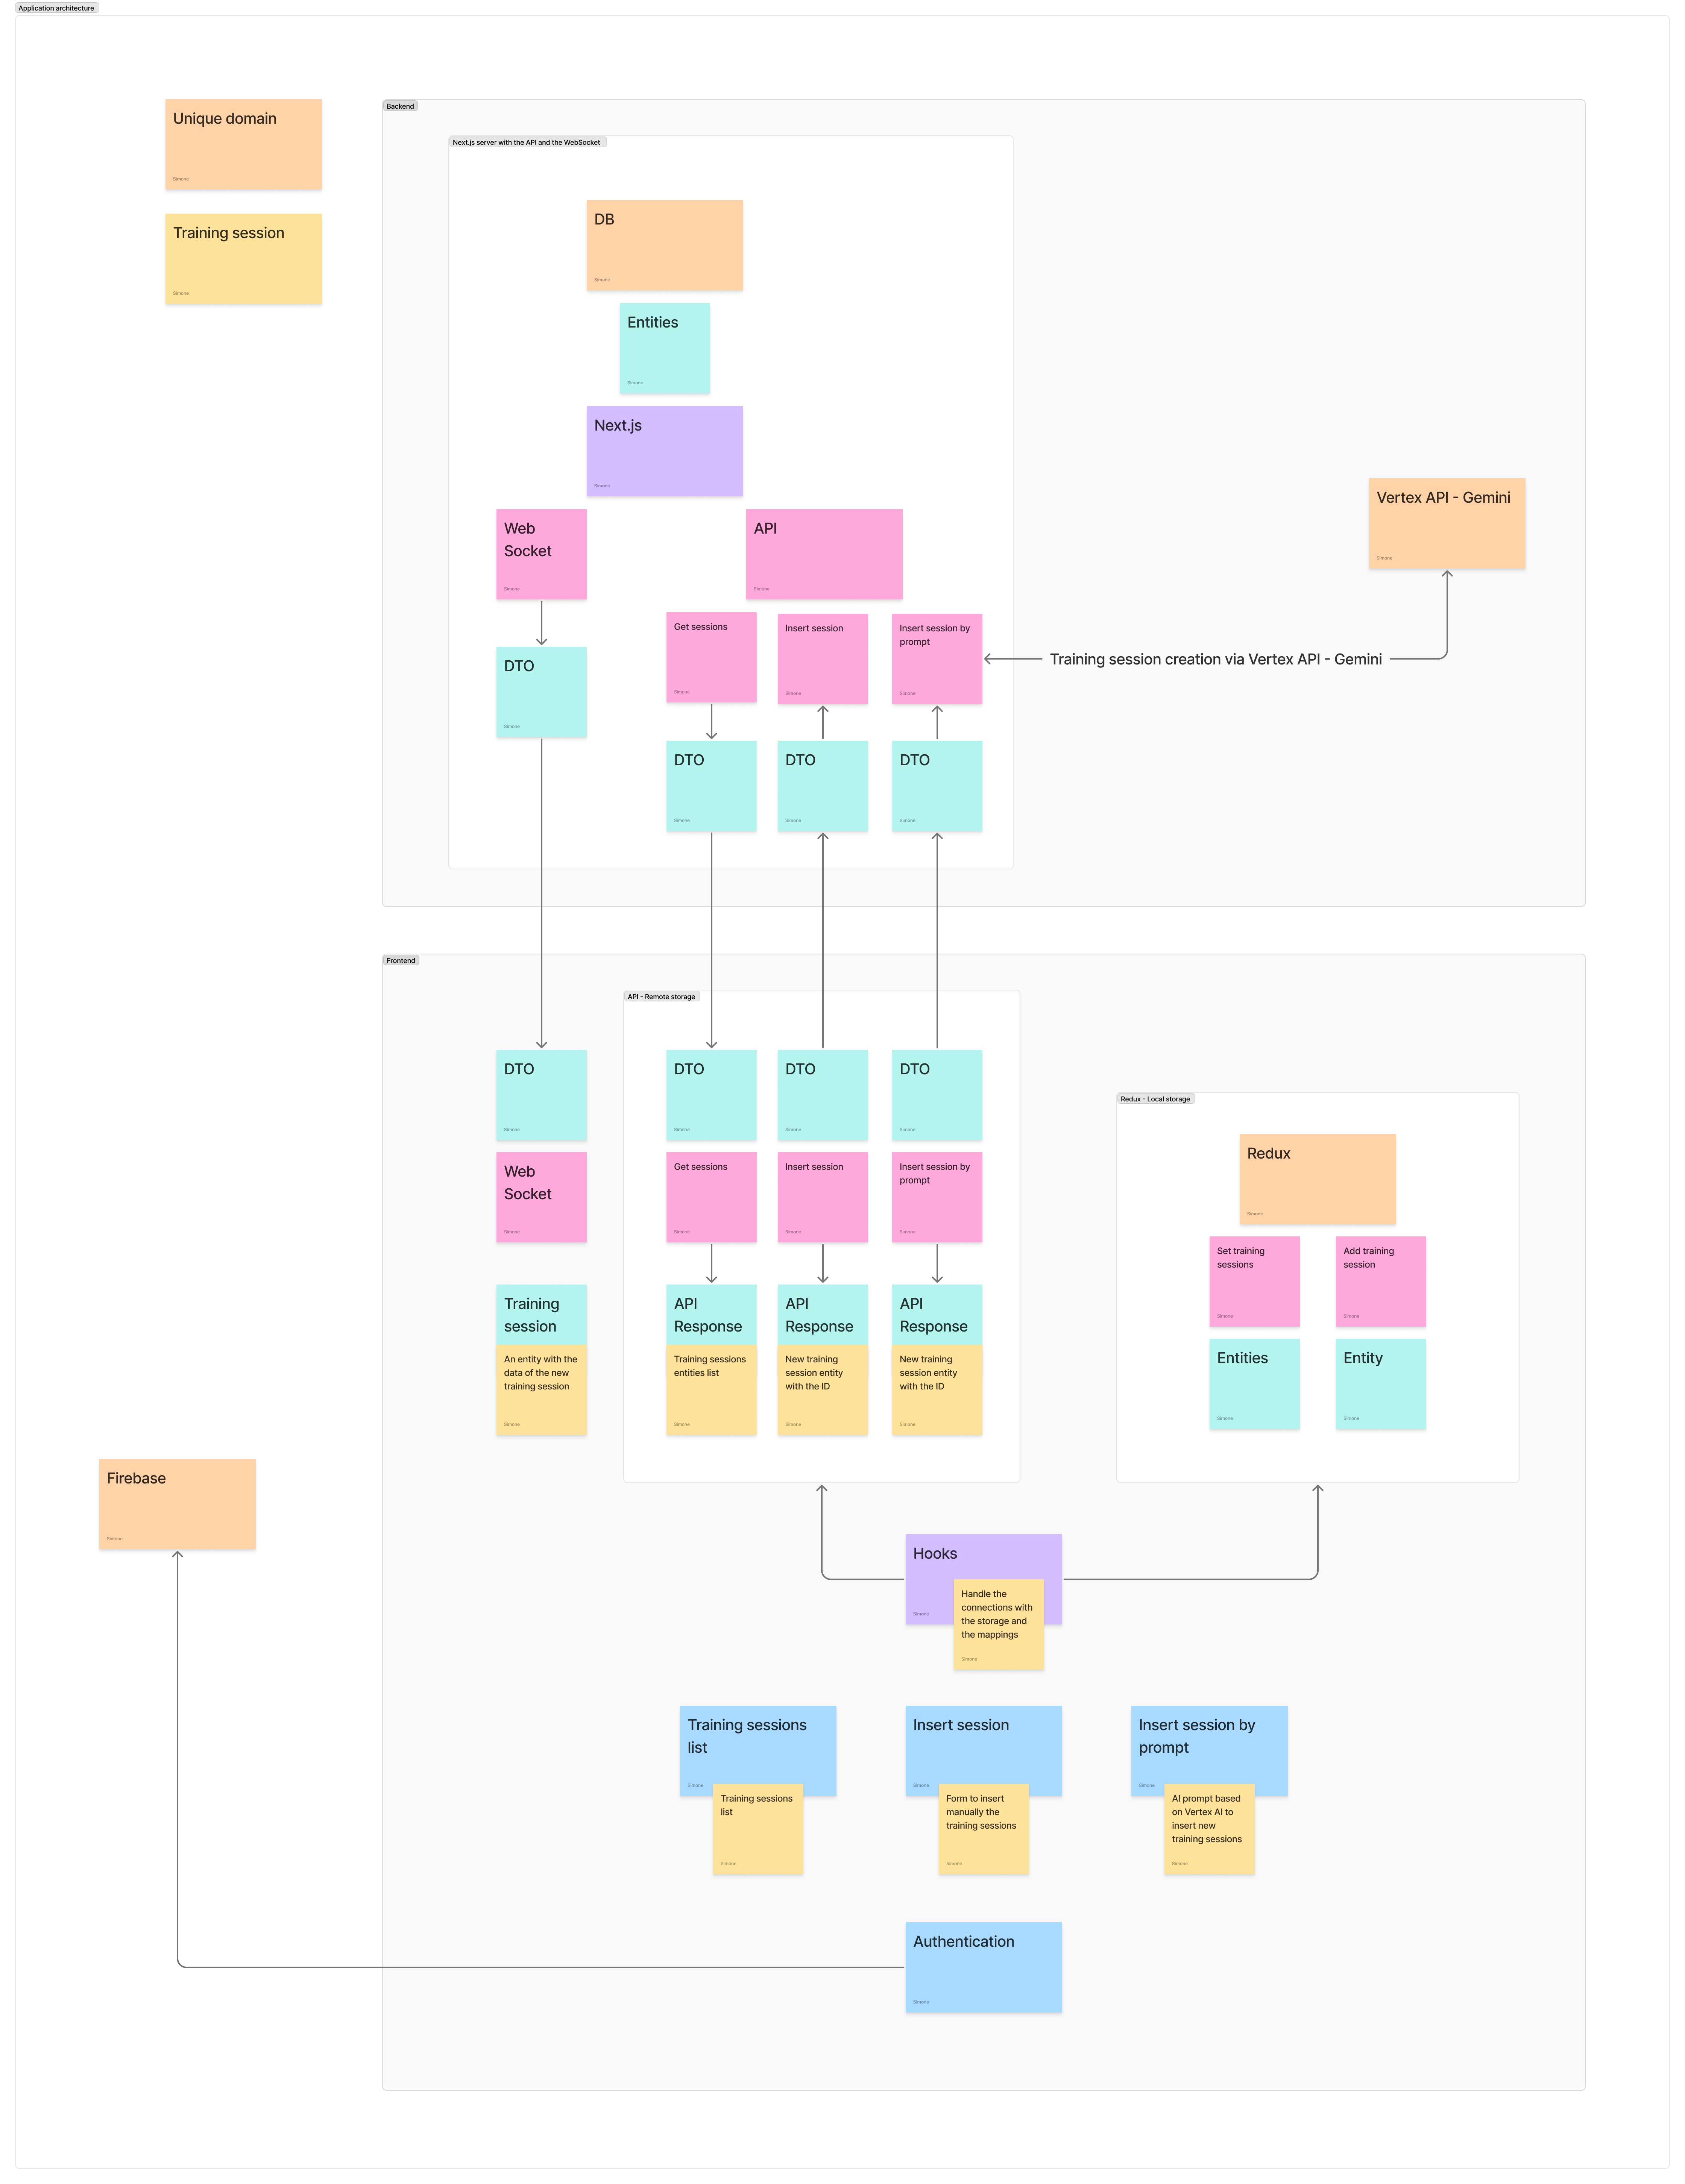 Application architecture
Unique domain
Simone
Training session
Simone
Backend
Next.js server with the API and the WebSocket
DB
Simone
Entities
Simone
Next.js
Simone
Web
Socket
Simone
API
Simone
Vertex API - Gemini
Simone
Get sessions
Simone
Insert session
Simone
Insert session by
prompt
Simone
Training session creation via Vertex API - Gemini
DTO
Simone
DTO
Simone
DTO
Simone
DTO
Simone
Frontend
API - Remote storage
DTO
Simone
DTO
Simone
DTO
Simone
DTO
Simone
Web
Socket
Simone
Get sessions
Simone
Insert session
Simone
Insert session by
prompt
Simone
Training
session
An entity with the
data of the new
training session
Simone
API
Response
Training sessions
entities list
Simone
API
Response
New training
session entity
with the ID
Simone
API
Response
New training
session entity
with the ID
Simone
Redux - Local storage
Redux
Simone
Set training
sessions
Simone
Add training
session
Simone
Entities
Simone
Entity
Simone
Firebase
Simone
Hooks
Simone
Handle the
connections with
the storage and
the mappings
Simone
Training sessions
list
Simone
Training sessions
list
Simone
Insert session
Simone
Form to insert
manually the
training sessions
Simone
Insert session by
prompt
Simone
AI prompt based
on Vertex AI to
insert new
training sessions
Simone
Authentication
Simone